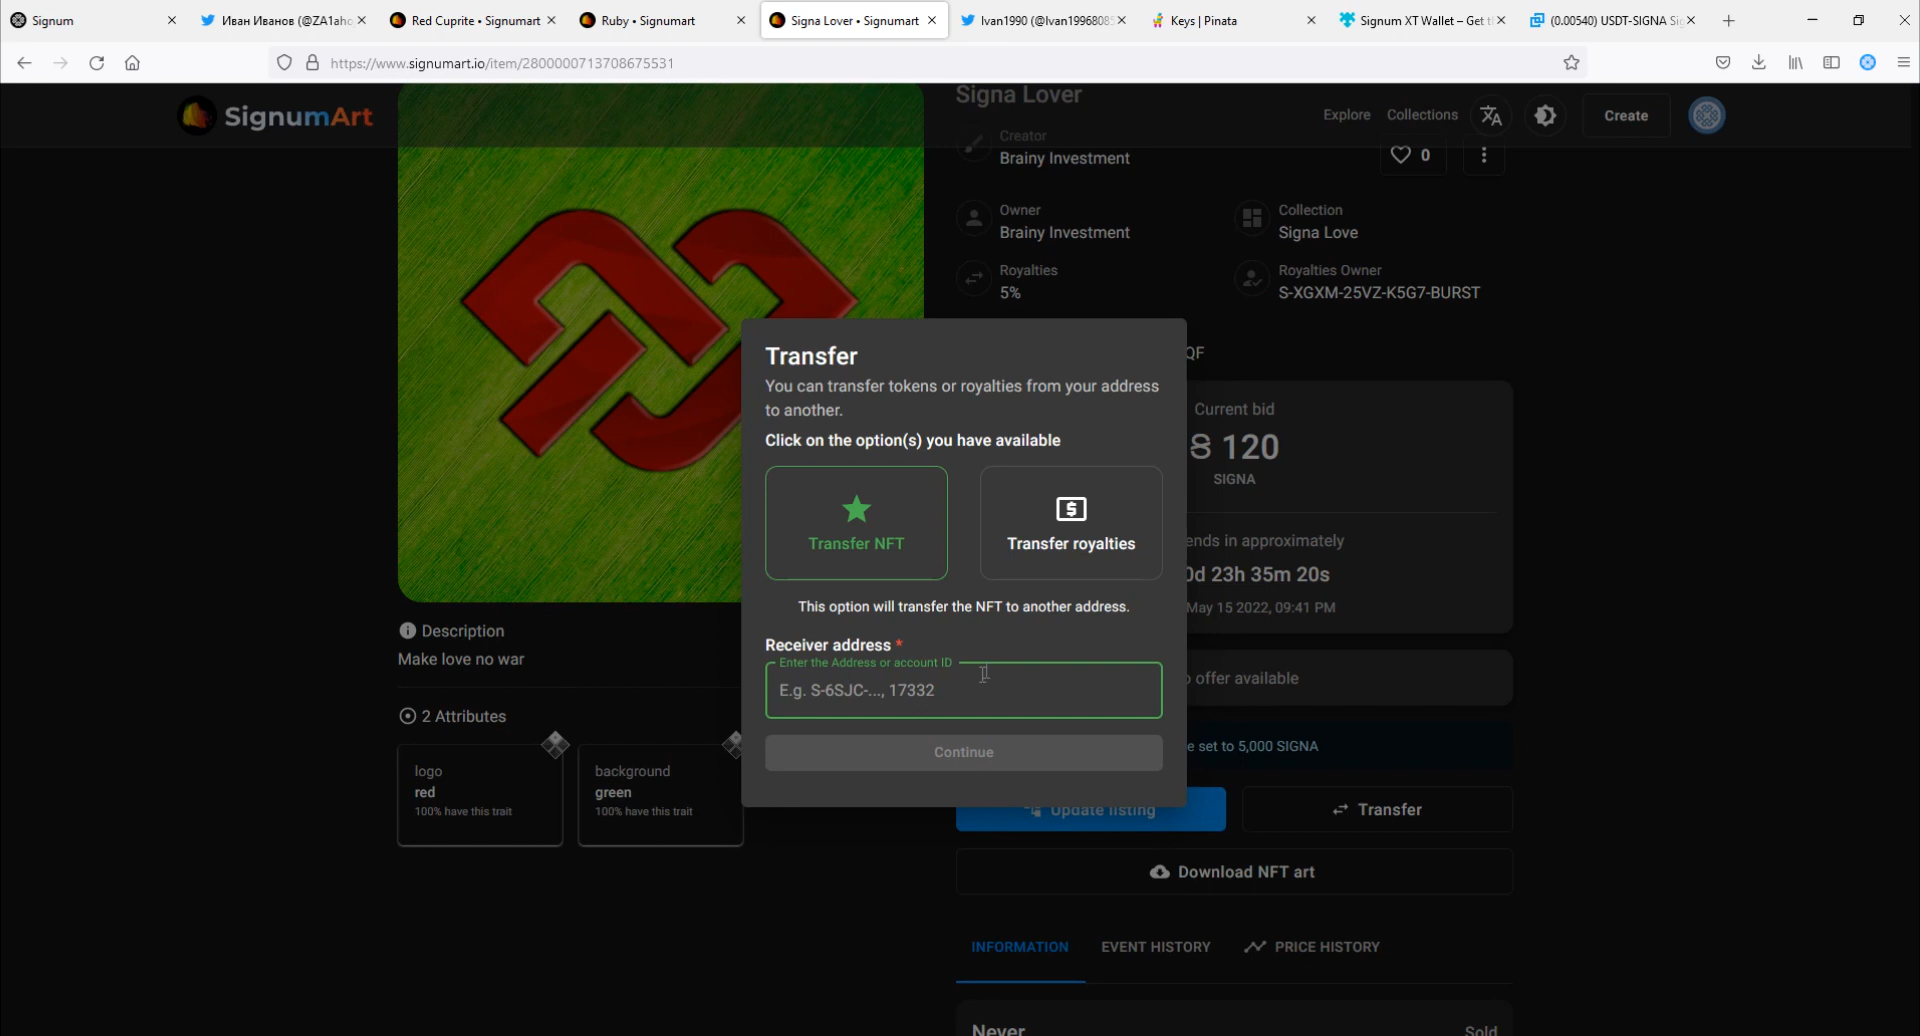 Signum
Иван Иванов (@ZA1aho
Red Cuprite • Signumart
Ruby • Signumart
Signa Lover • Signumart
Ivan1990 (@Ivan1996808
Keys | Pinata
Signum XT Wallet – Get t
(0.00540) USDT-SIGNA Si
https://www.signumart.io/item/2800000713708675531
SignumArt
Explore
Collections
Create
Signa Lover
Creator
Brainy Investment
0
Owner
Brainy Investment
Collection
Signa Love
Royalties
5%
Royalties Owner
S-XGXM-25VZ-K5G7-BURST
QF
Current bid
120
SIGNA
ends in approximately
0d 23h 35m 20s
May 15 2022, 09:41 PM
o offer available
e set to 5,000 SIGNA
Transfer
You can transfer tokens or royalties from your address
to another.
Click on the option(s) you have available
Transfer NFT
Transfer royalties
This option will transfer the NFT to another address.
Receiver address *
Enter the Address or account ID
E.g. S-6SJC-..., 17332
Continue
Description
Make love no war
2 Attributes
logo
red
100% have this trait
background
green
100% have this trait
Update listing
Transfer
Download NFT art
INFORMATION
EVENT HISTORY
PRICE HISTORY
Never
Sold